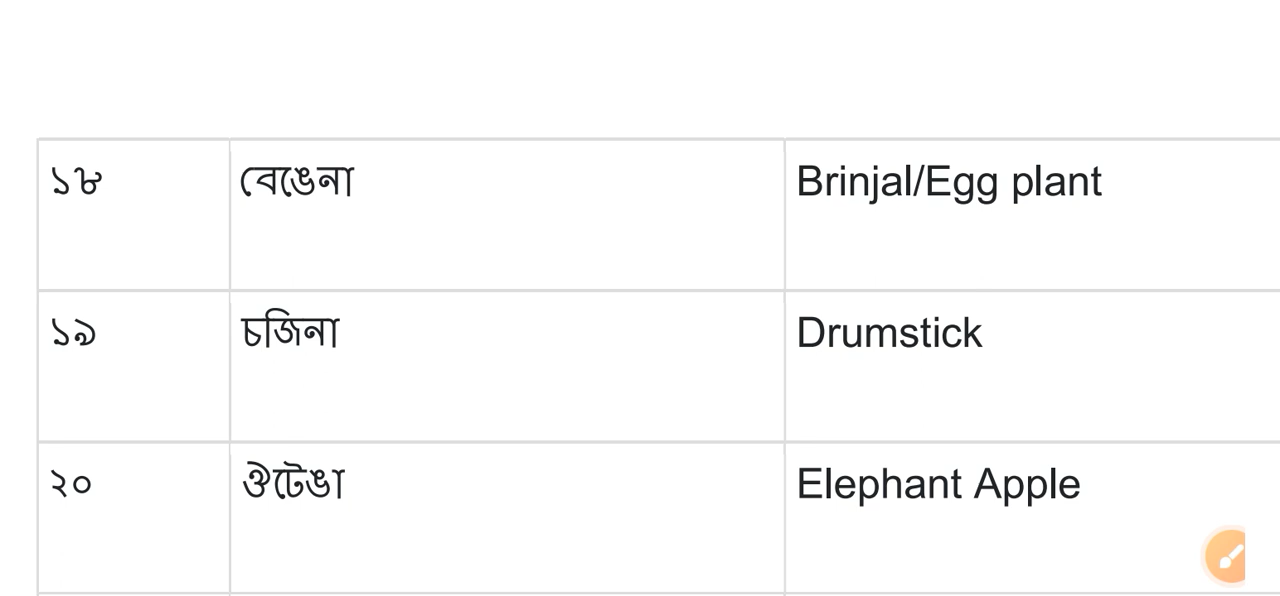 ১৮ বেঙেনা Brinjal/Egg plant
১৯ চজিনা Drumstick
২০ ঔটেঙা Elephant Apple